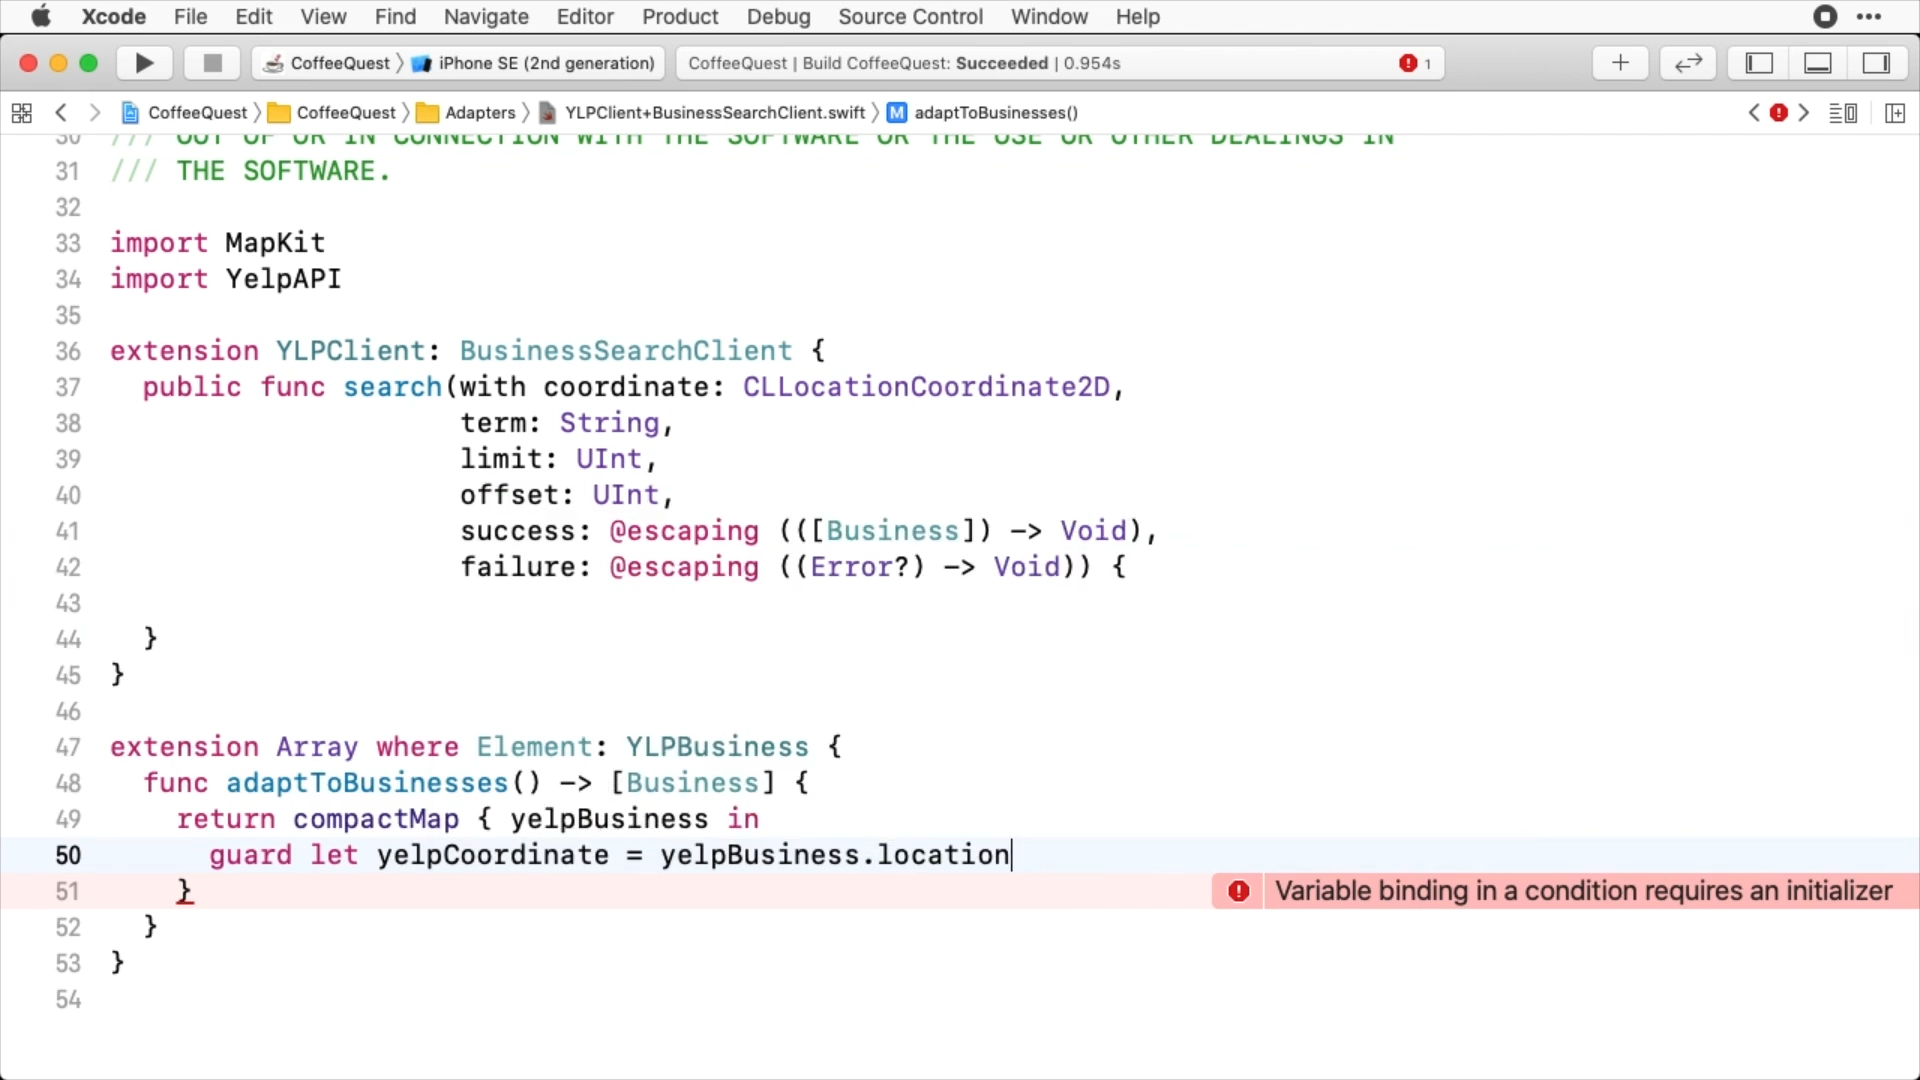 Xcode File Edit View Find Navigate Editor Product Debug Source Control Window Help
CoffeeQuest 〉 iPhone SE (2nd generation)
CoffeeQuest | Build CoffeeQuest: Succeeded | 0.954s
1
CoffeeQuest 〉 CoffeeQuest 〉 Adapters 〉 YLPClient+BusinessSearchClient.swift 〉 M adaptToBusinesses()
30 /// OUT OF OR IN CONNECTION WITH THE SOFTWARE OR THE USE OR OTHER DEALINGS IN
31 /// THE SOFTWARE.
32
33 import MapKit
34 import YelpAPI
35
36 extension YLPClient: BusinessSearchClient {
37 public func search(with coordinate: CLLocationCoordinate2D,
38 term: String,
39 limit: UInt,
40 offset: UInt,
41 success: @escaping (([Business]) -> Void),
42 failure: @escaping ((Error?) -> Void)) {
43
44 }
45 }
46
47 extension Array where Element: YLPBusiness {
48 func adaptToBusinesses() -> [Business] {
49 return compactMap { yelpBusiness in
50 guard let yelpCoordinate = yelpBusiness.location
51 } Variable binding in a condition requires an initializer
52 }
53 }
54